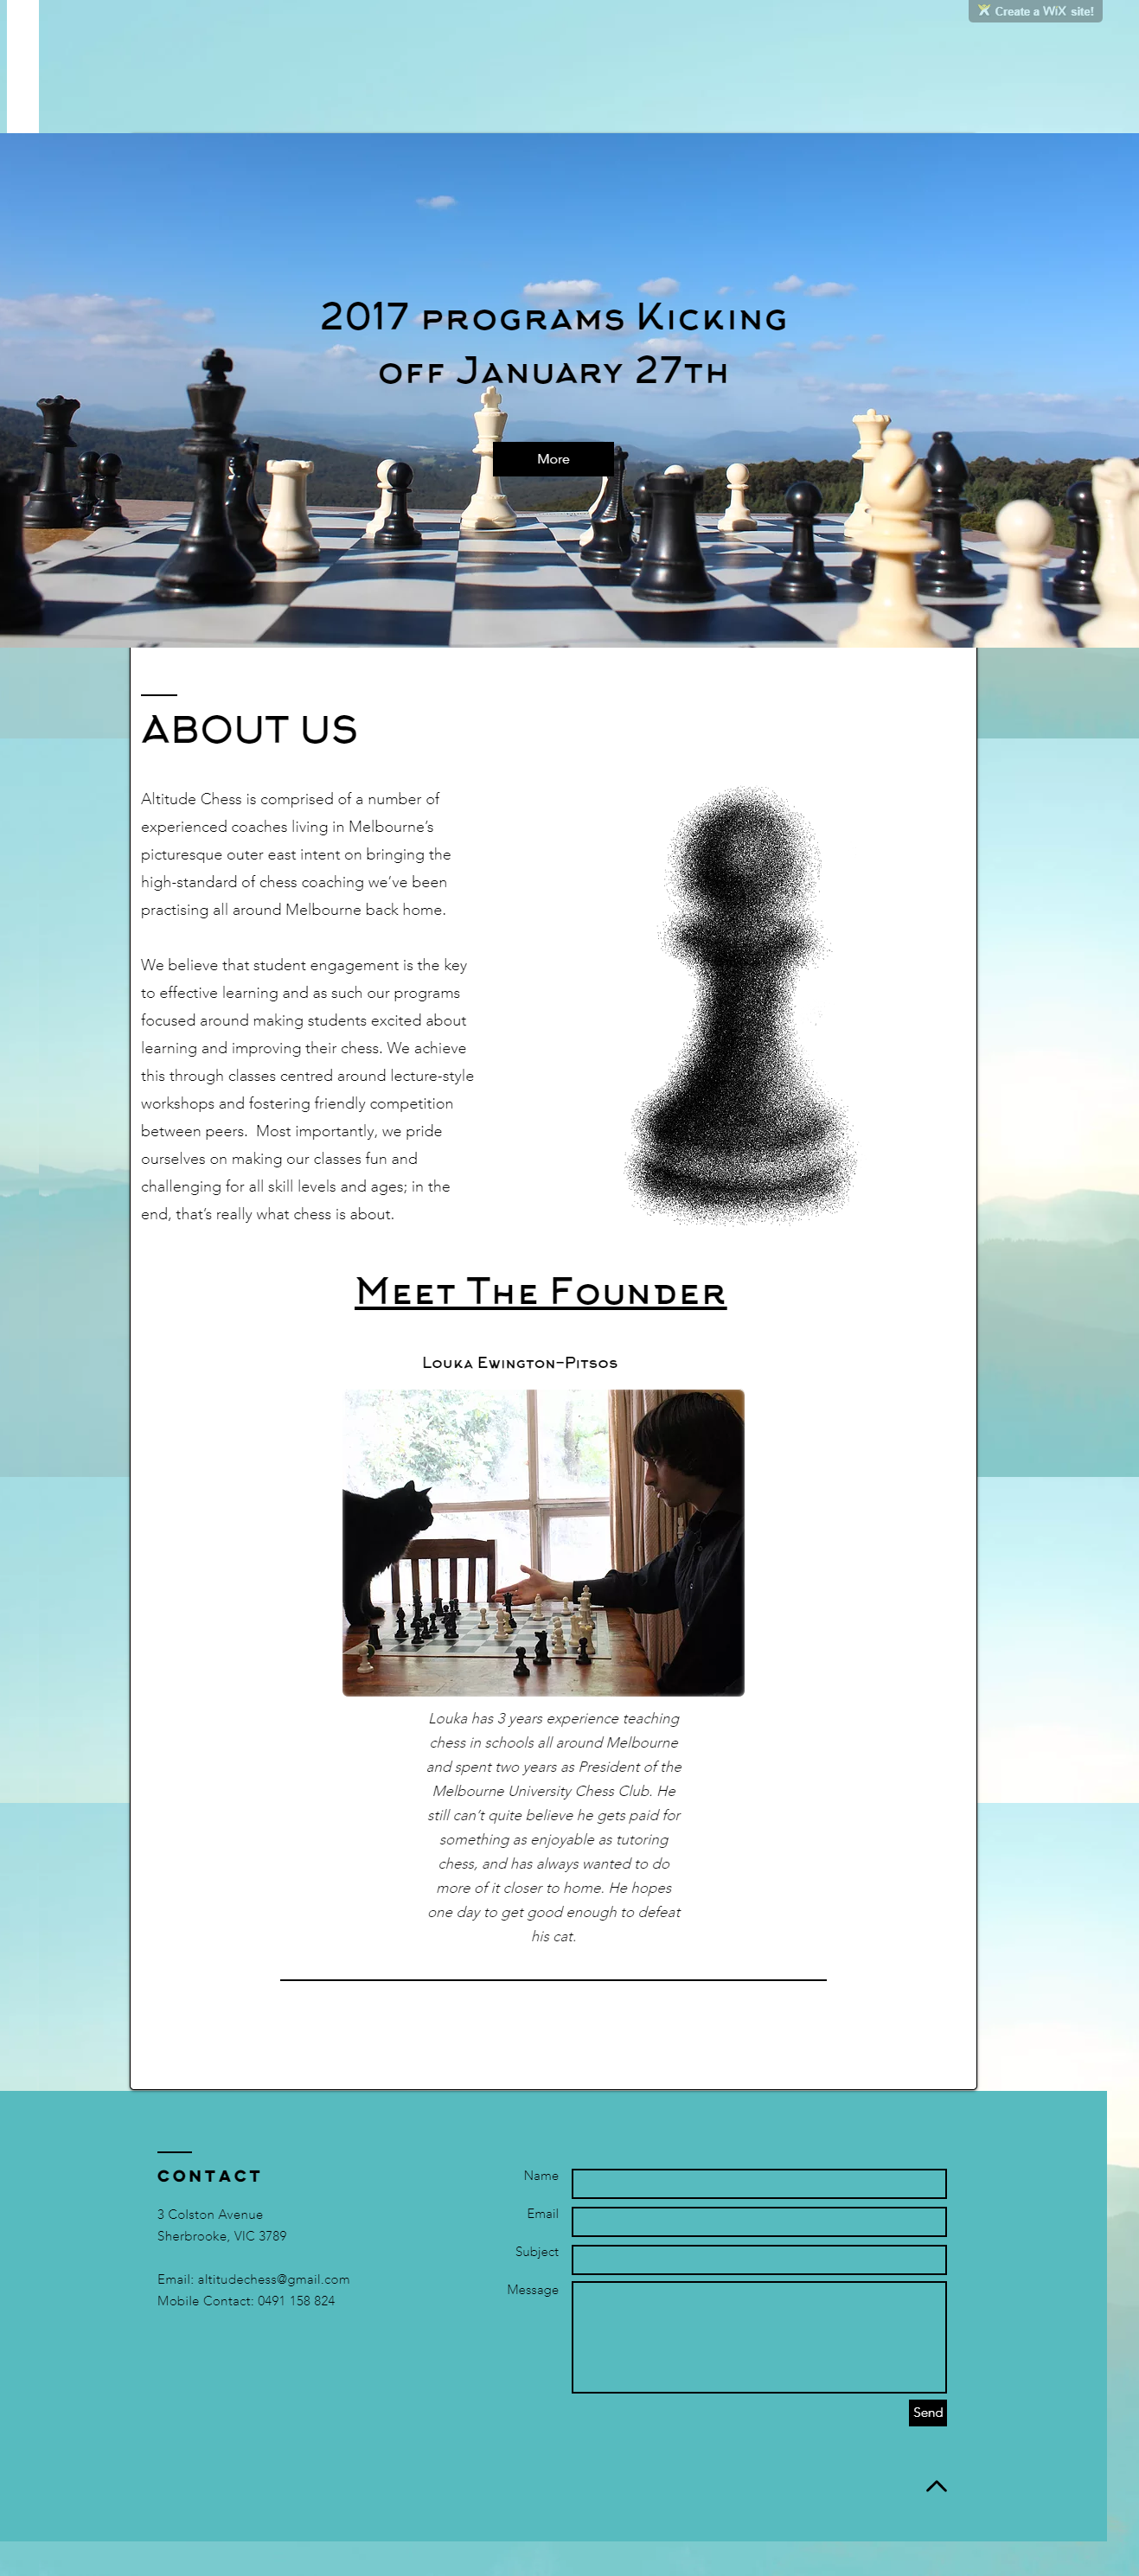 Create a WiX site!
2017 programs Kicking
off January 27th
More
ABOUT US
Altitude Chess is comprised of a number of
experienced coaches living in Melbourne’s
picturesque outer east intent on bringing the
high-standard of chess coaching we’ve been
practising all around Melbourne back home.
We believe that student engagement is the key
to effective learning and as such our programs
focused around making students excited about
learning and improving their chess. We achieve
this through classes centred around lecture-style
workshops and fostering friendly competition
between peers.  Most importantly, we pride
ourselves on making our classes fun and
challenging for all skill levels and ages; in the
end, that’s really what chess is about.
Meet The Founder
Louka Ewington-Pitsos
Louka has 3 years experience teaching
chess in schools all around Melbourne
and spent two years as President of the
Melbourne University Chess Club. He
still can’t quite believe he gets paid for
something as enjoyable as tutoring
chess, and has always wanted to do
more of it closer to home. He hopes
one day to get good enough to defeat
his cat.
CONTACT
3 Colston Avenue
Sherbrooke, VIC 3789
Email: altitudechess@gmail.com
Mobile Contact: 0491 158 824
Name
Email
Subject
Message
Send